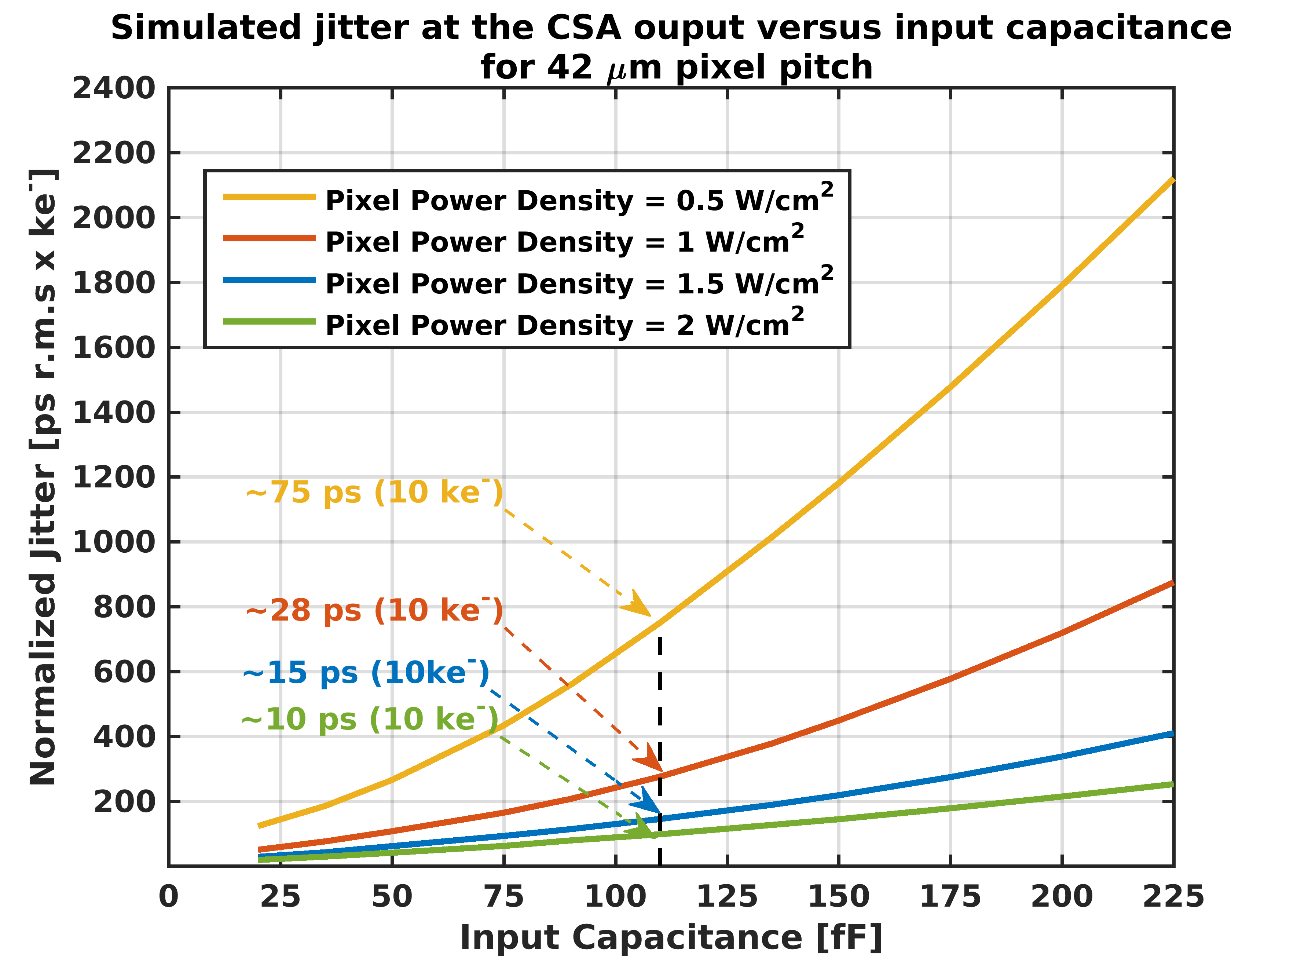 Simulated jitter at the CSA ouput versus input capacitance
for 42 μm pixel pitch
Normalized Jitter [ps r.m.s x ke⁻]
2400
2200
2000
1800
1600
1400
1200
1000
800
600
400
200
Pixel Power Density = 0.5 W/cm²
Pixel Power Density = 1 W/cm²
Pixel Power Density = 1.5 W/cm²
Pixel Power Density = 2 W/cm²
~75 ps (10 ke⁻)
~28 ps (10 ke⁻)
~15 ps (10ke⁻)
~10 ps (10 ke⁻)
0 25 50 75 100 125 150 175 200 225
Input Capacitance [fF]